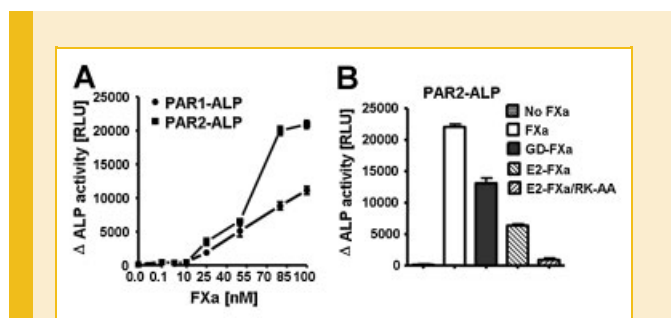 A
PAR1-ALP
PAR2-ALP
Δ ALP activity [RLU]
25000
20000
15000
10000
5000
0
0.0 0.1 10 25 40 55 70 85 100
FXa [nM]
B
PAR2-ALP
No FXa
FXa
GD-FXa
E2-FXa
E2-FXa/RK-AA
Δ ALP activity [RLU]
25000
20000
15000
10000
5000
0